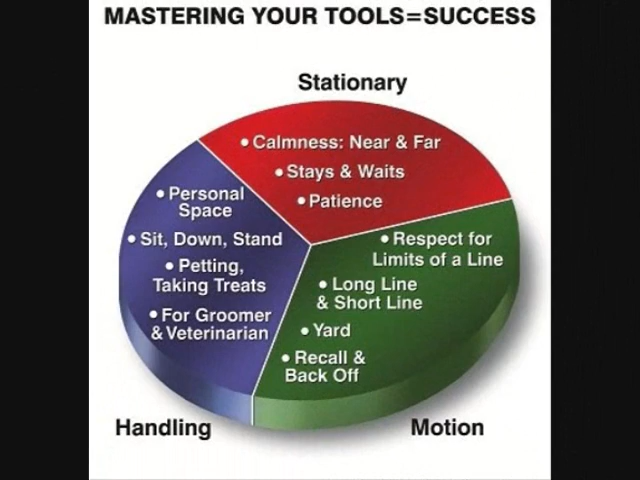 MASTERING YOUR TOOLS=SUCCESS
Stationary
• Calmness: Near & Far
• Stays & Waits
• Patience
• Personal
Space
• Sit, Down, Stand
• Petting,
Taking Treats
• For Groomer
& Veterinarian
• Respect for
Limits of a Line
• Long Line
& Short Line
• Yard
• Recall &
Back Off
Handling
Motion